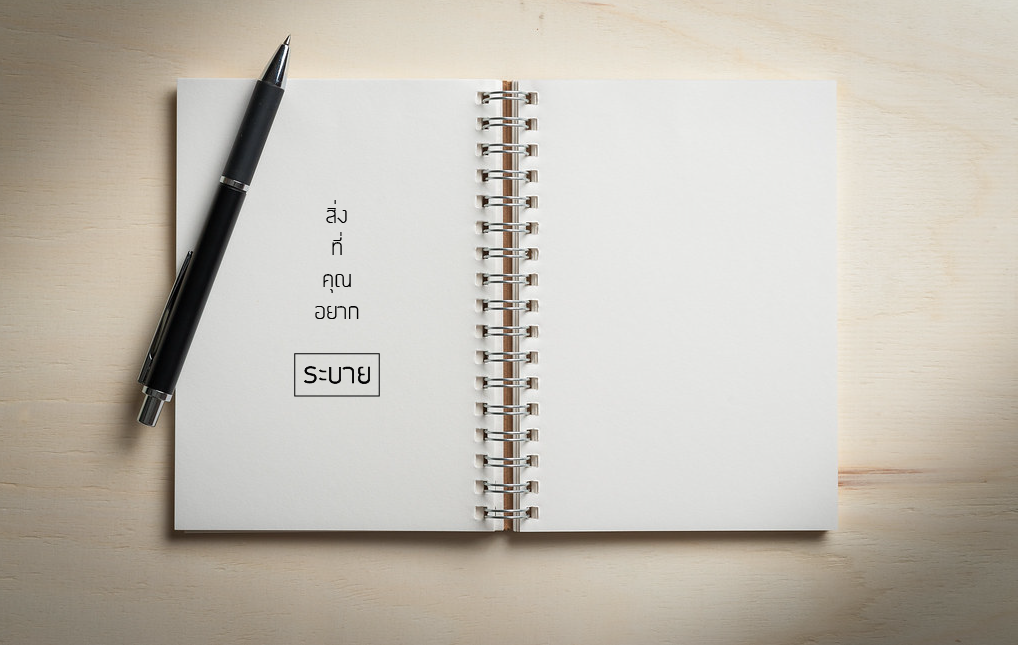 สิ่ง
ที่
คุณ
อยาก
ระบาย